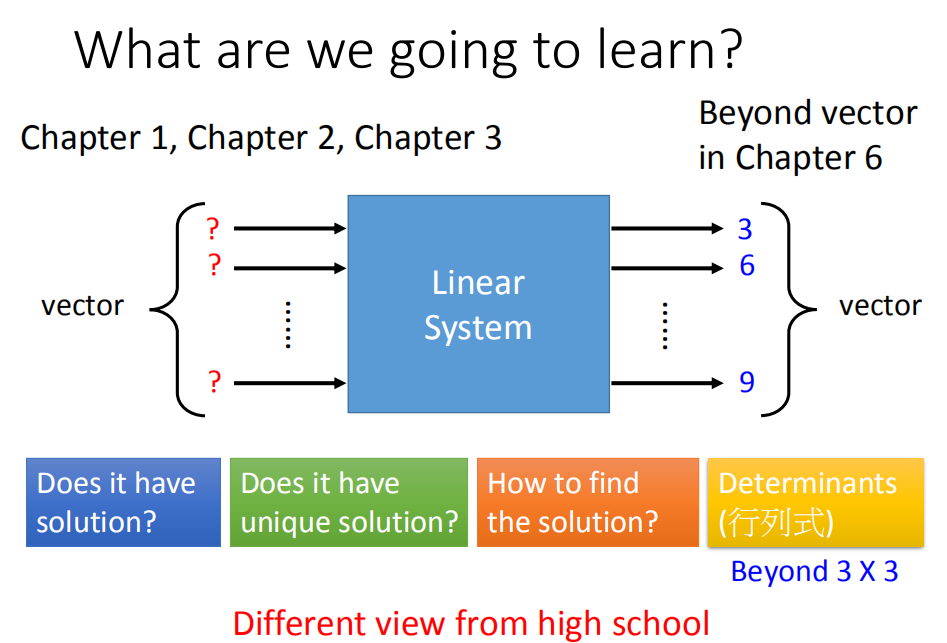 What are we going to learn?
Chapter 1, Chapter 2, Chapter 3
Beyond vector
in Chapter 6
vector
?
?
......
?
Linear
System
3
6
......
9
vector
Does it have
solution?
Does it have
unique solution?
How to find
the solution?
Determinants
(行列式)
Beyond 3 X 3
Different view from high school